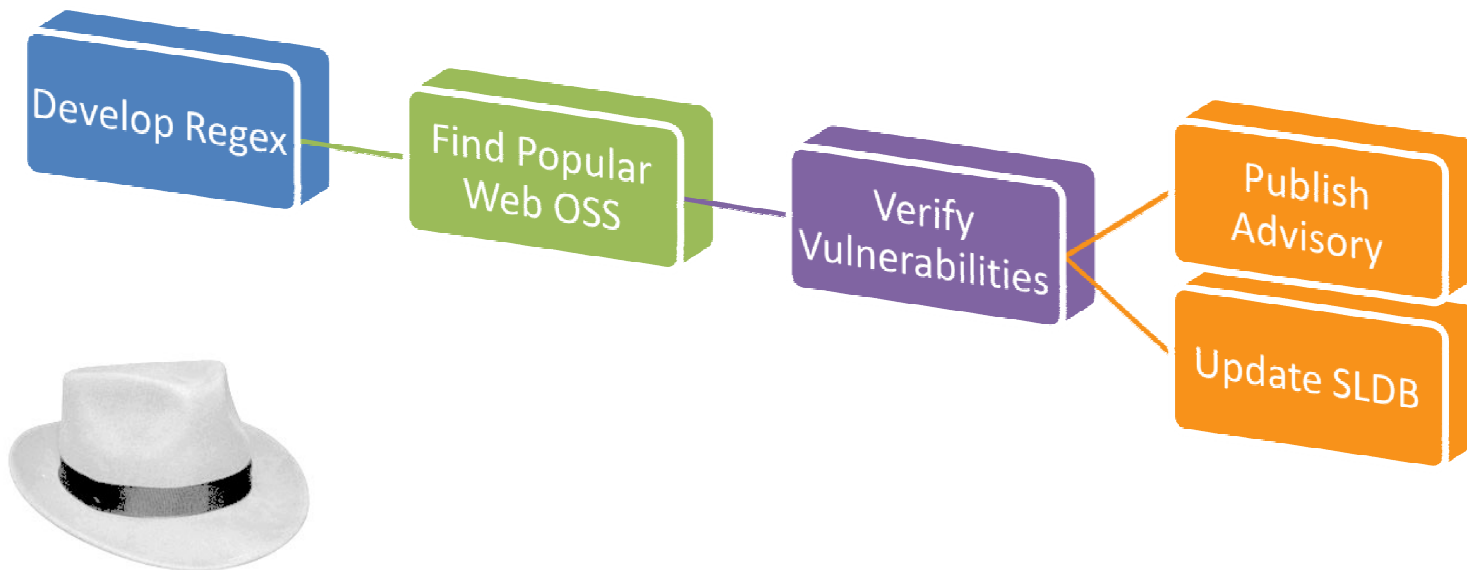 Develop Regex
Find Popular
Web OSS
Verify
Vulnerabilities
Publish
Advisory
Update SLDB